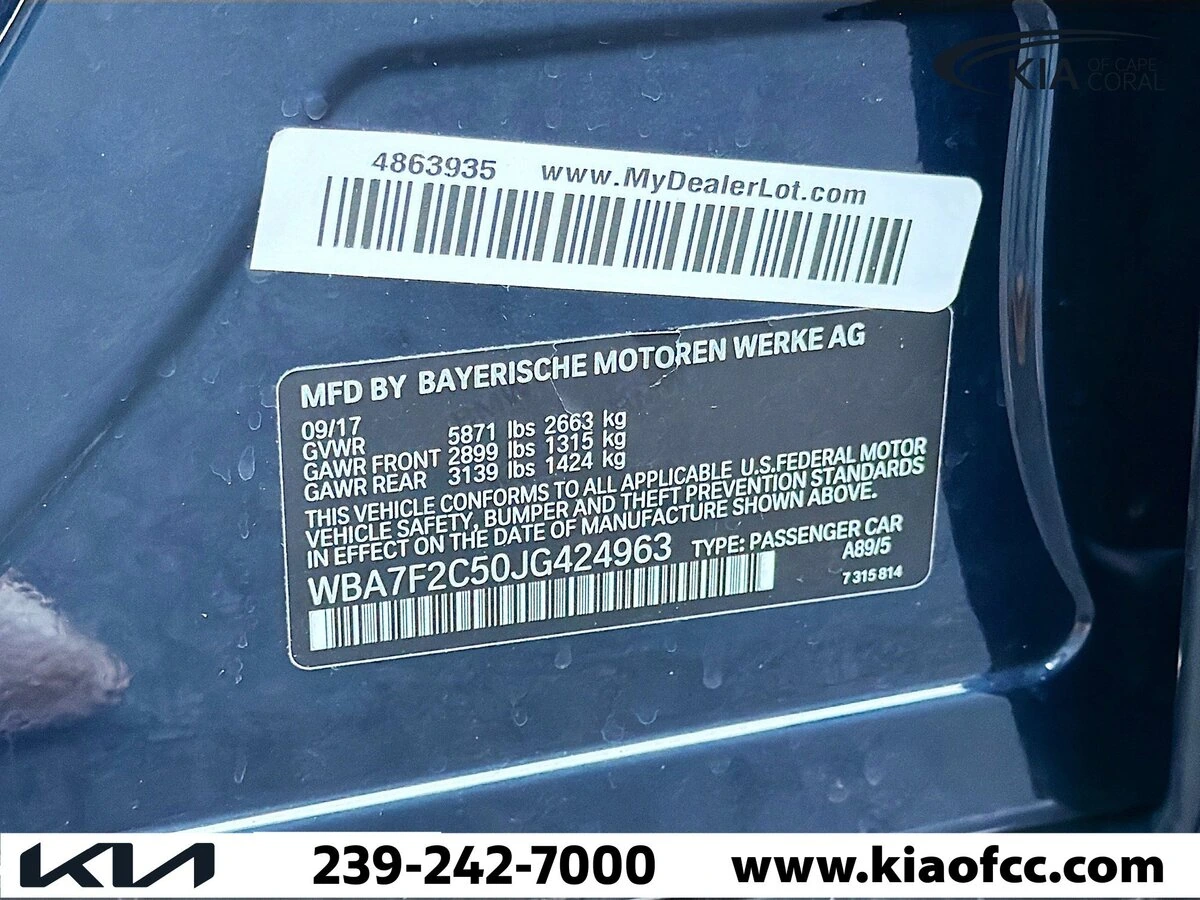 KIA OF CAPE CORAL
4863935 www.MyDealerLot.com
MFD BY BAYERISCHE MOTOREN WERKE AG
09/17
GVWR 5871 lbs 2663 kg
GAWR FRONT 2899 lbs 1315 kg
GAWR REAR 3139 lbs 1424 kg
THIS VEHICLE CONFORMS TO ALL APPLICABLE U.S.FEDERAL MOTOR
VEHICLE SAFETY, BUMPER AND THEFT PREVENTION STANDARDS
IN EFFECT ON THE DATE OF MANUFACTURE SHOWN ABOVE.
WBA7F2C50JG424963 TYPE: PASSENGER CAR
A89/5
7 315 814
KIA 239-242-7000 www.kiaofcc.com